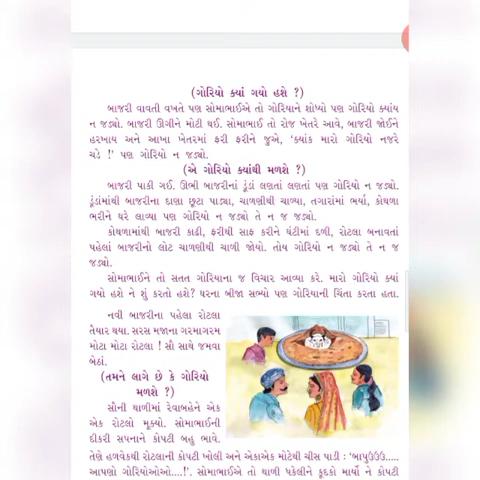 (ગોરિયો ક્યાં ગયો હશે ?)
બાજરી વાવતી વખતે પણ સોમાભાઈએ તો ગોરિયાને શોધ્યો પણ ગોરિયો ક્યાંય
ન જડ્યો. બાજરી ઊગીને મોટી થઈ. સોમાભાઈ તો રોજ ખેતરે આવે, બાજરી જોઈને
હરખાય અને આખા ખેતરમાં ફરી ફરીને જુએ, 'ક્યાંક મારો ગોરિયો નજરે
ચડે !' પણ ગોરિયો ન જડ્યો.
(એ ગોરિયો ક્યાંથી મળશે ?)
બાજરી પાકી ગઈ. ઊભી બાજરીનાં ડૂંડાં લણતાં લણતાં પણ ગોરિયો ન જડ્યો.
ડૂંડાંમાંથી બાજરીના દાણા છૂટા પાડ્યા, ચાળણીથી ચાળ્યા, તગારાંમાં ભર્યા, કોથળા
ભરીને ઘરે લાવ્યા પણ ગોરિયો ન જડ્યો તે ન જ જડ્યો.
કોથળામાંથી બાજરી કાઢી, ફરીથી સાફ કરીને ઘંટીમાં દળી, રોટલા બનાવતાં
પહેલાં બાજરીનો લોટ ચાળણીથી ચાળી જોયો. તોય ગોરિયો ન જડ્યો તે ન જ
જડ્યો.
સોમાભાઈને તો સતત ગોરિયાના જ વિચાર આવ્યા કરે. મારો ગોરિયો ક્યાં
ગયો હશે ને શું કરતો હશે? ઘરના બીજા સભ્યો પણ ગોરિયાની ચિંતા કરતા હતા.
નવી બાજરીના પહેલા રોટલા
તૈયાર થયા. સરસ મજાના ગરમાગરમ
મોટા મોટા રોટલા ! સૌ સાથે જમવા
બેઠાં.
(તમને લાગે છે કે ગોરિયો
મળશે ?)
સૌની થાળીમાં રેવાબહેને એક
એક રોટલો મૂક્યો. સોમાભાઈની
દીકરી સપનાને કોપટી બહુ ભાવે.
તેણે હળવેકથી રોટલાની કોપટી ખોલી અને એકાએક મોટેથી ચીસ પાડી : 'બાપુઉઉઉ.....
આપણો ગોરિયોઓઓ....!'. સોમાભાઈએ તો થાળી ધકેલીને કૂદકો માર્યો ને કોપટી